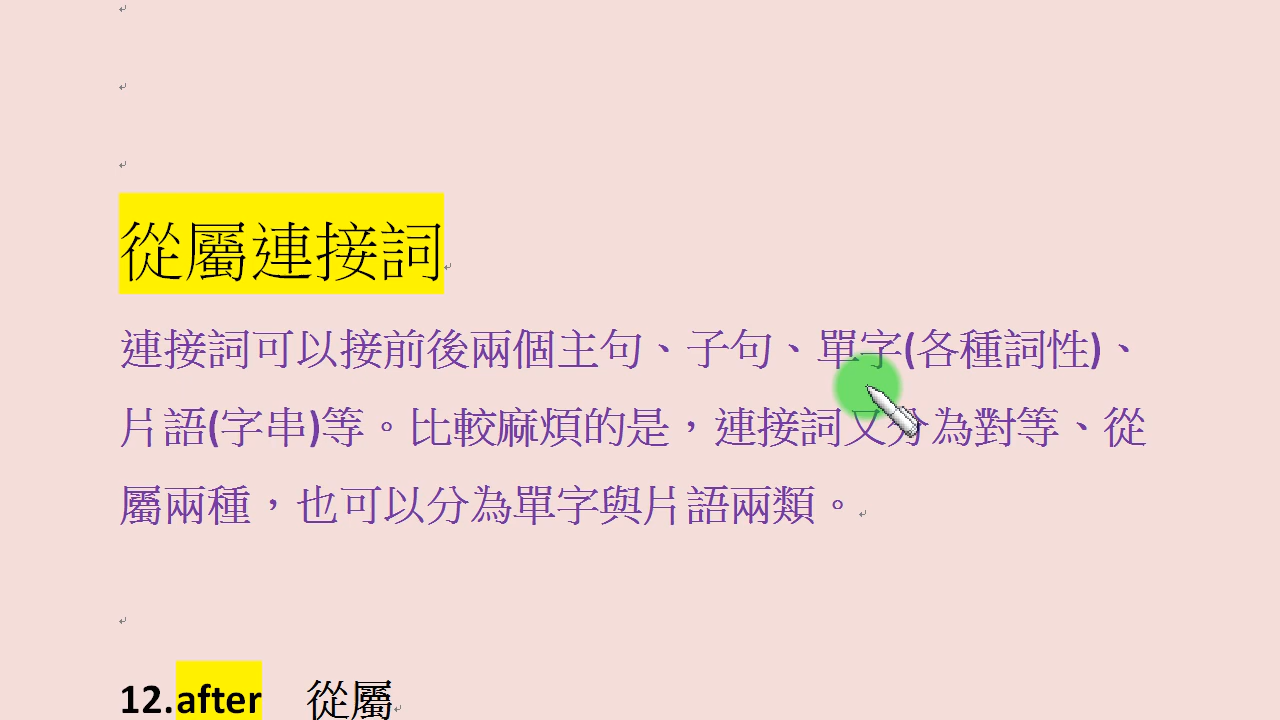 從屬連接詞
連接詞可以接前後兩個主句、子句、單字(各種詞性)、
片語(字串)等。比較麻煩的是，連接詞又分為對等、從
屬兩種，也可以分為單字與片語兩類。
12.after 從屬